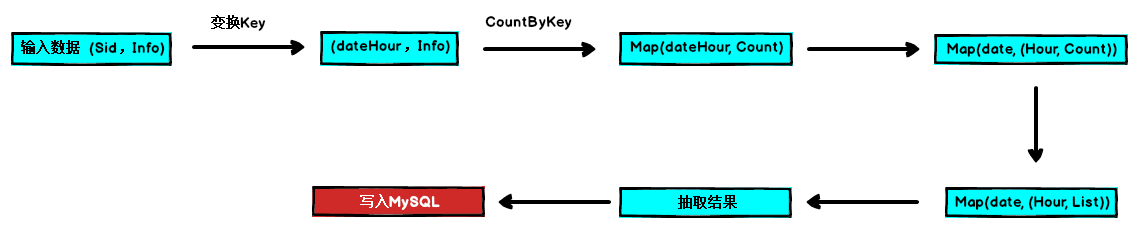 变换Key
CountByKey
输入数据 (Sid，Info)
(dateHour，Info)
Map(dateHour, Count)
Map(date, (Hour, Count))
写入MySQL
抽取结果
Map(date, (Hour, List))